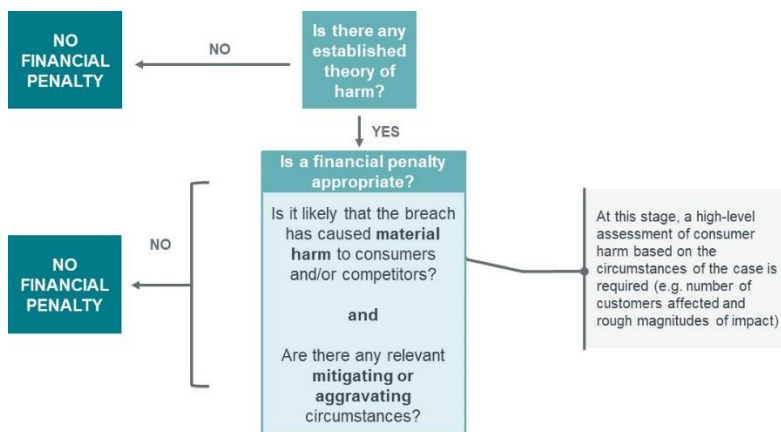 NO
FINANCIAL
PENALTY
NO
Is there any
established
theory of
harm?
YES
Is a financial penalty
appropriate?
Is it likely that the breach
has caused material
harm to consumers
and/or competitors?
and
Are there any relevant
mitigating or
aggravating
circumstances?
NO
NO
FINANCIAL
PENALTY
At this stage, a high-level
assessment of consumer
harm based on the
circumstances of the case is
required (e.g. number of
customers affected and
rough magnitudes of impact)